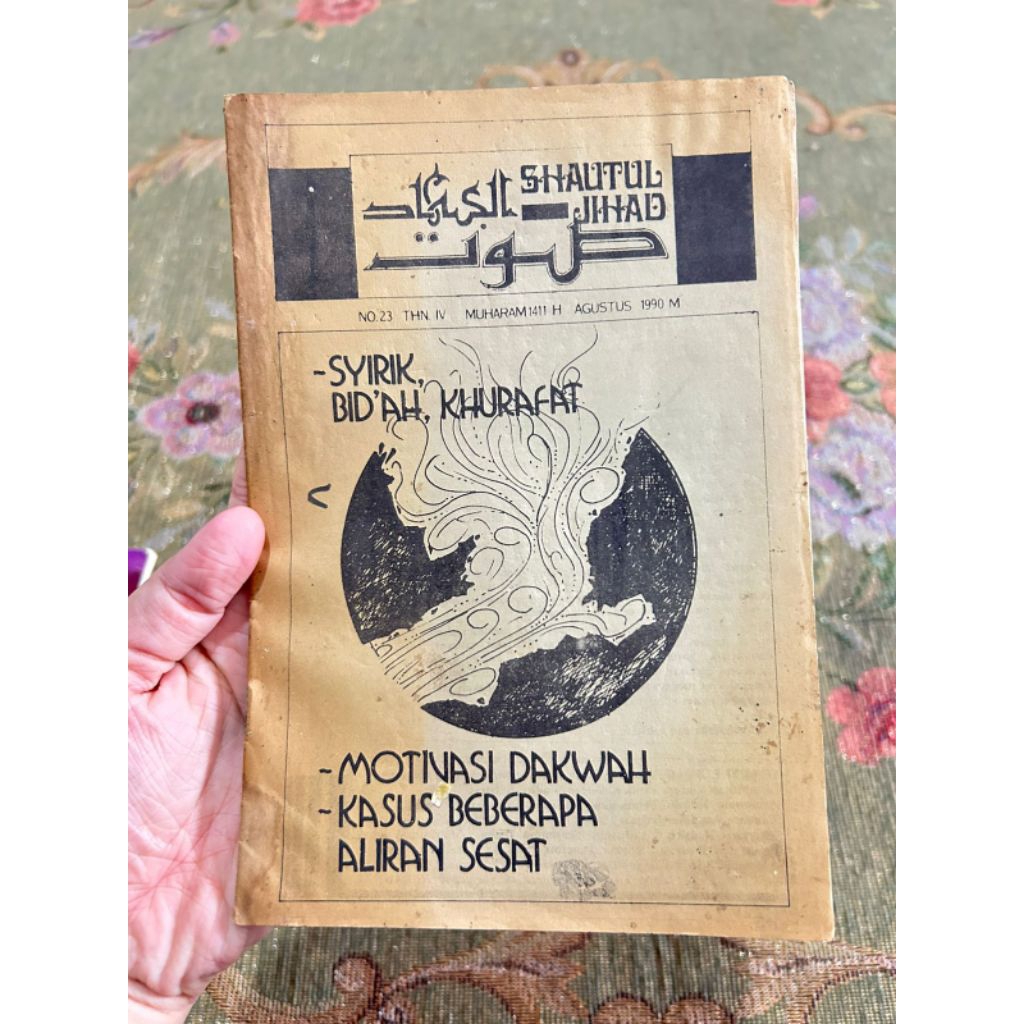 SHAUTUL
الجهاد
JIHAD
صوت
NO.23 THN. IV MUHARAM 1411 H AGUSTUS 1990 M
- SYIRIK,
BID'AH, KHURAFAT
- MOTIVASI DAKWAH
- KASUS BEBERAPA
ALIRAN SESAT